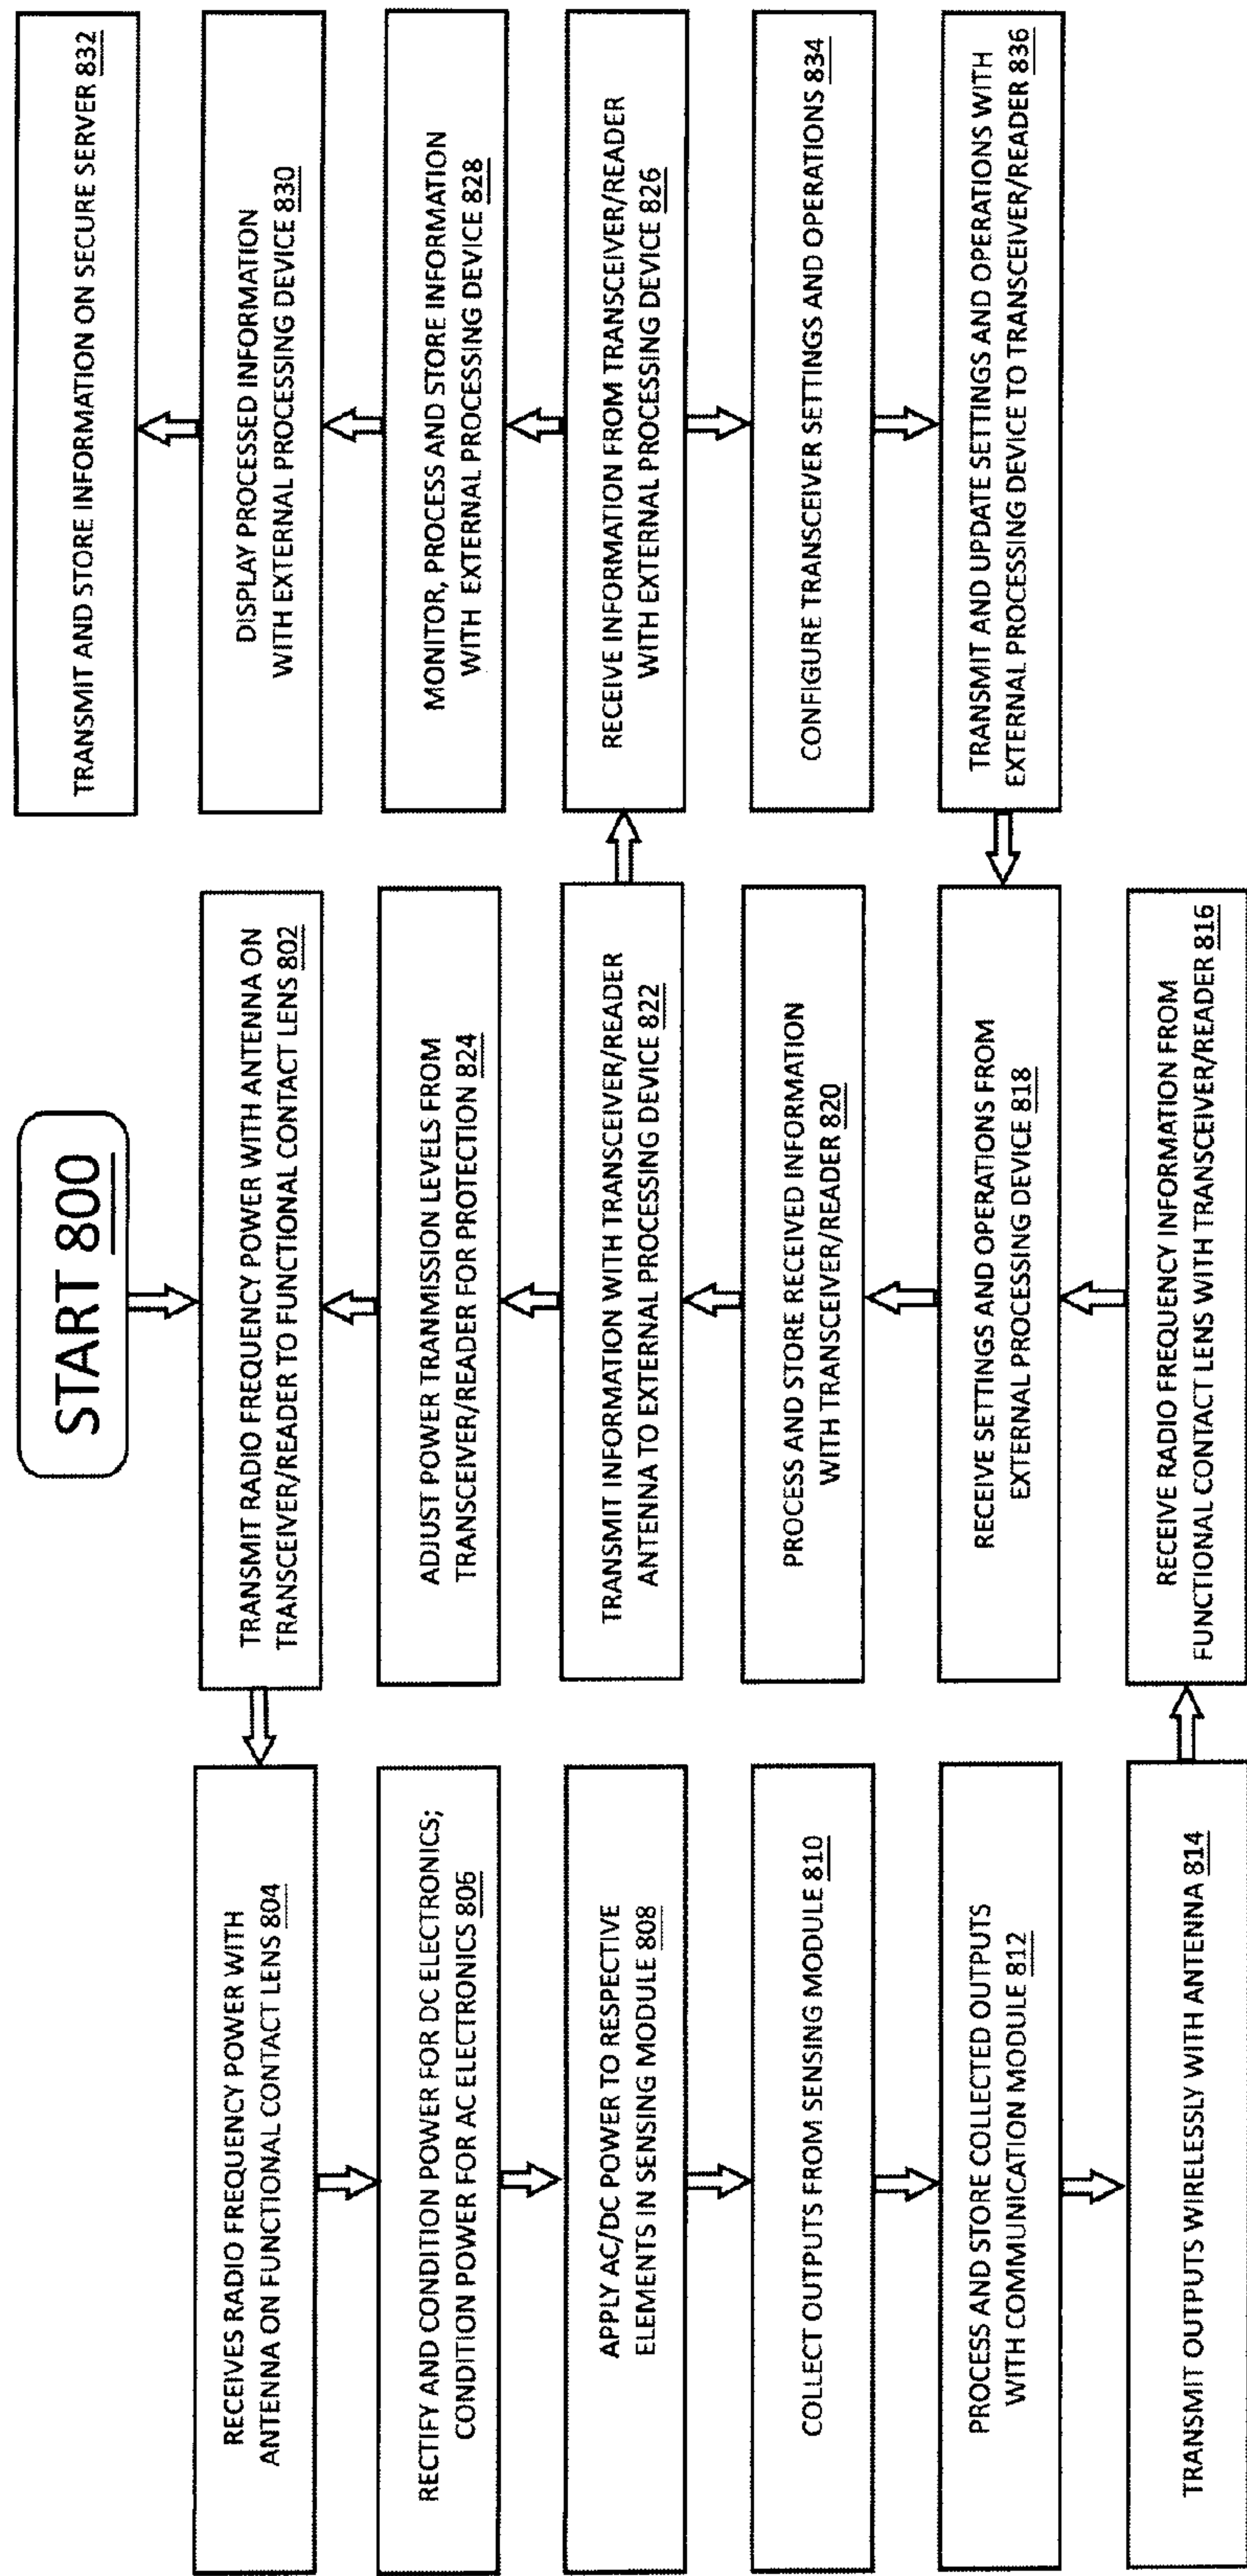 START 800
RECEIVES RADIO FREQUENCY POWER WITH
ANTENNA ON FUNCTIONAL CONTACT LENS 804
RECTIFY AND CONDITION POWER FOR DC ELECTRONICS;
CONDITION POWER FOR AC ELECTRONICS 806
APPLY AC/DC POWER TO RESPECTIVE
ELEMENTS IN SENSING MODULE 808
COLLECT OUTPUTS FROM SENSING MODULE 810
PROCESS AND STORE COLLECTED OUTPUTS
WITH COMMUNICATION MODULE 812
TRANSMIT OUTPUTS WIRELESSLY WITH ANTENNA 814
TRANSMIT RADIO FREQUENCY POWER WITH ANTENNA ON
TRANSCEIVER/READER TO FUNCTIONAL CONTACT LENS 802
ADJUST POWER TRANMISSION LEVELS FROM
TRANSCEIVER/READER FOR PROTECTION 824
TRANSMIT INFORMATION WITH TRANSCEIVER/READER
ANTENNA TO EXTERNAL PROCESSING DEVICE 822
PROCESS AND STORE RECEIVED INFORMATION
WITH TRANSCEIVER/READER 820
RECEIVE SETTINGS AND OPERATIONS FROM
EXTERNAL PROCESSING DEVICE 818
RECEIVE RADIO FREQUENCY INFORMATION FROM
FUNCTIONAL CONTACT LENS WITH TRANSCEIVER/READER 816
TRANSMIT AND STORE INFORMATION ON SECURE SERVER 832
DISPLAY PROCESSED INFORMATION
WITH EXTERNAL PROCESSING DEVICE 830
MONITOR, PROCESS AND STORE INFORMATION
WITH EXTERNAL PROCESSING DEVICE 828
RECEIVE INFORMATION FROM TRANSCEIVER/READER
WITH EXTERNAL PROCESSING DEVICE 826
CONFIGURE TRANSCEIVER SETTINGS AND OPERATIONS 834
TRANSMIT AND UPDATE SETTINGS AND OPERATIONS WITH
EXTERNAL PROCESSING DEVICE TO TRANSCEIVER/READER 836